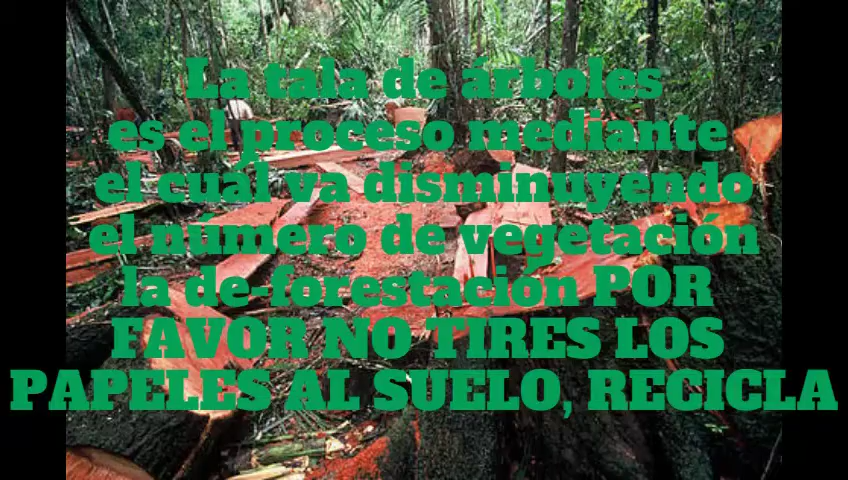 La tala de árboles
es el proceso mediante
el cuál va disminuyendo
el número de vegetación
la de-forestación POR
FAVOR NO TIRES LOS
PAPELES AL SUELO, RECICLA